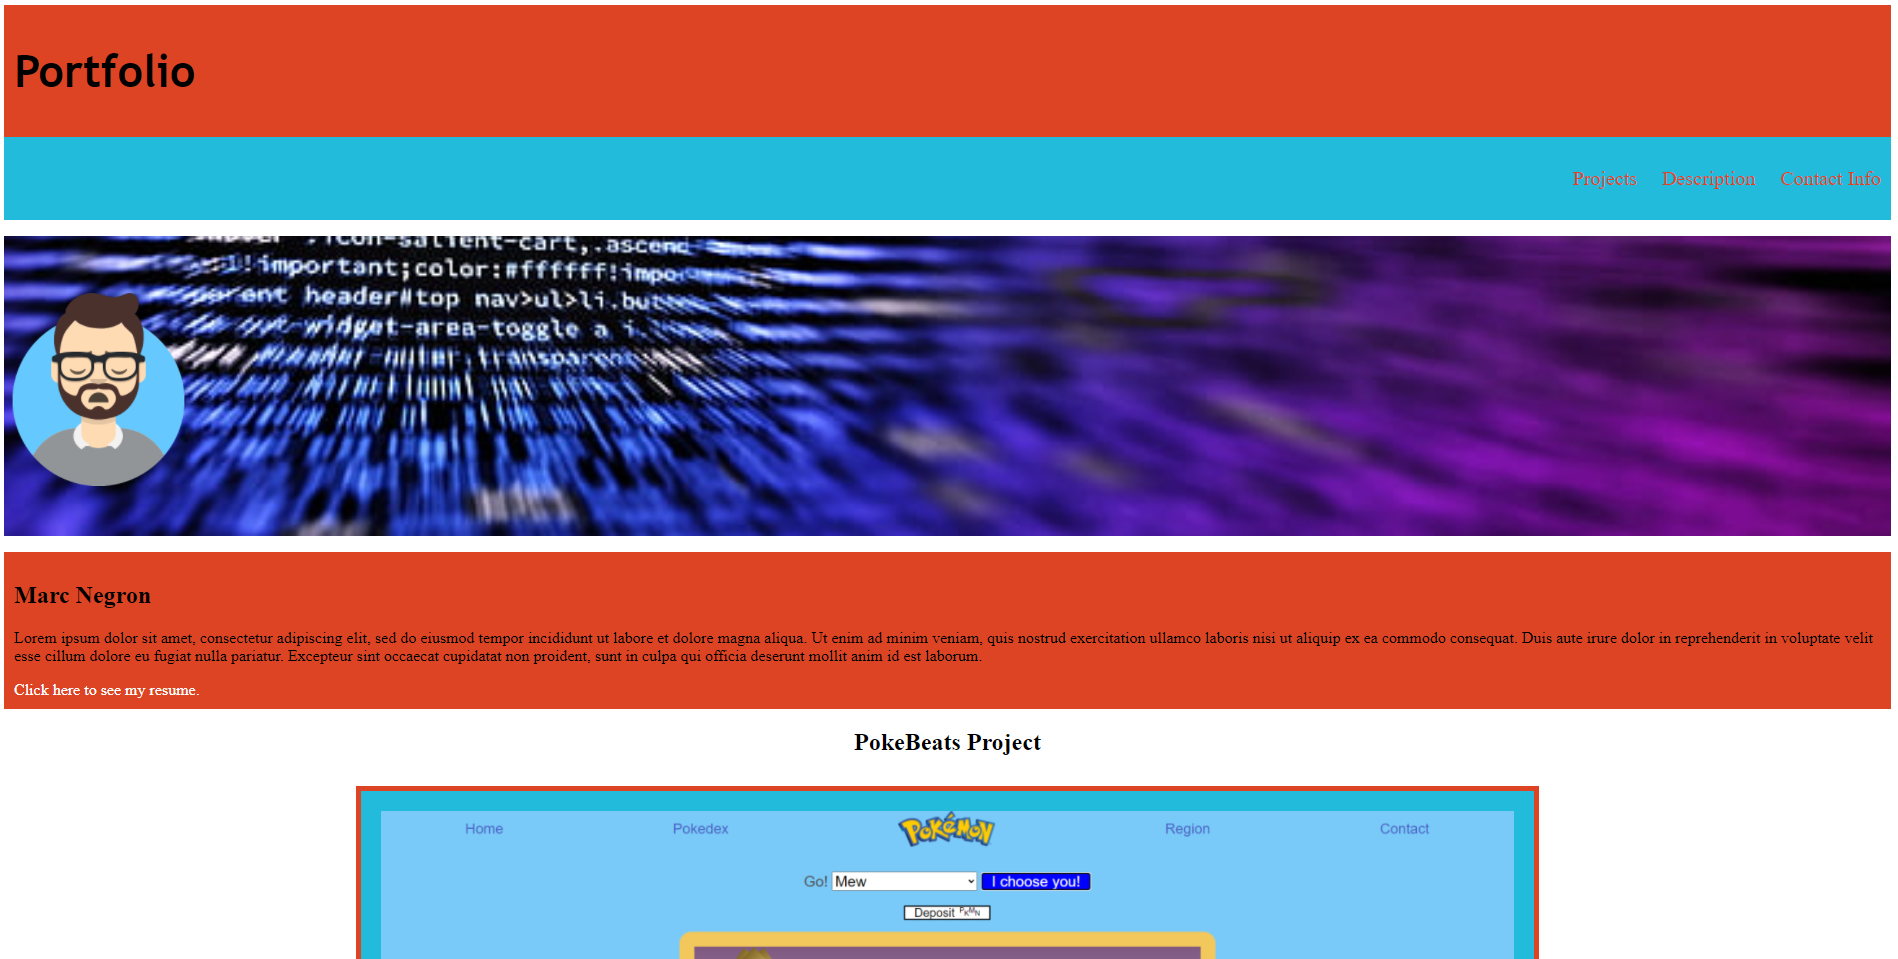 Portfolio
Projects Description Contact Info
icon-salient-cart,.ascend
!important;color:#ffffff!impo
parent header#top nav>ul>li.but
out widget-area-toggle a i.
.transparent
Marc Negron
Lorem ipsum dolor sit amet, consectetur adipiscing elit, sed do eiusmod tempor incididunt ut labore et dolore magna aliqua. Ut enim ad minim veniam, quis nostrud exercitation ullamco laboris nisi ut aliquip ex ea commodo consequat. Duis aute irure dolor in reprehenderit in voluptate velit
esse cillum dolore eu fugiat nulla pariatur. Excepteur sint occaecat cupidatat non proident, sunt in culpa qui officia deserunt mollit anim id est laborum.
Click here to see my resume.
PokeBeats Project
Home Pokedex POKéMON Region Contact
Go! Mew I choose you!
Deposit PKMN